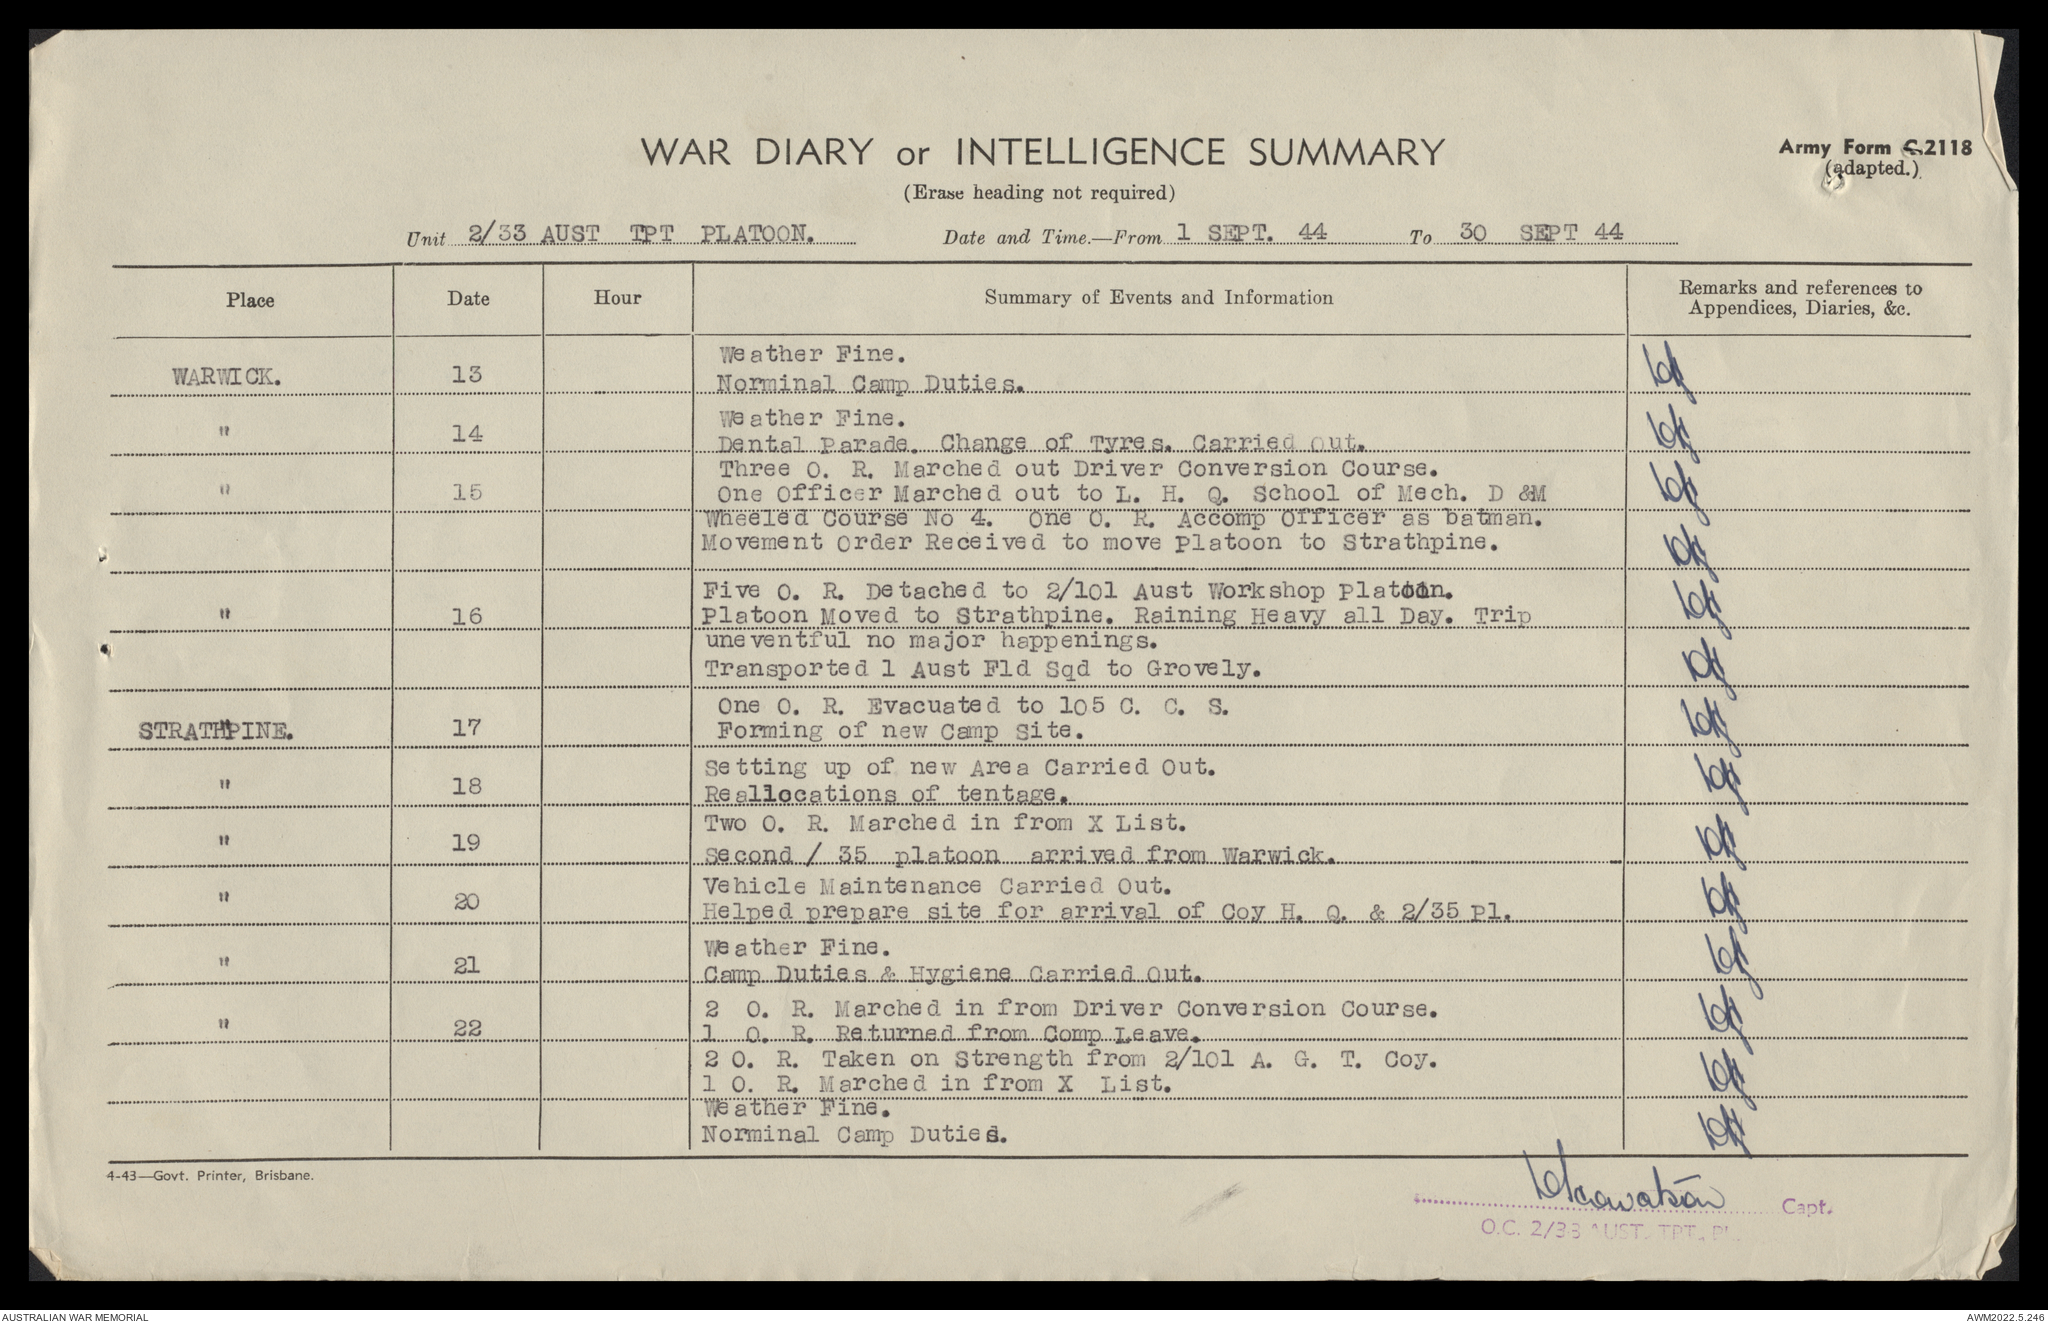 WAR DIARY or INTELLIGENCE SUMMARY
Army Form C.2118
(adapted.)
(Erase heading not required)
Unit 2/33 AUST TPT PLATOON. Date and Time.—From 1 SEPT. 44 To 30 SEPT 44
Place Date Hour Summary of Events and Information Remarks and references to
Appendices, Diaries, &c.
Weather Fine.
WARWICK. 13 Norminal Camp Duties.
Weather Fine.
" 14 Dental Parade. Change of Tyres. Carried Out.
Three O. R. Marched out Driver Conversion Course.
" 15 One Officer Marched out to L. H. Q. School of Mech. D &M
Wheeled Course No 4. One O. R. Accomp Officer as batman.
Movement Order Received to move Platoon to Strathpine.
Five O. R. Detached to 2/101 Aust Workshop Platoon.
" 16 Platoon Moved to Strathpine. Raining Heavy all Day. Trip
uneventful no major happenings.
Transported 1 Aust Fld Sqd to Grovely.
One O. R. Evacuated to 105 C. C. S.
STRATHPINE. 17 Forming of new Camp Site.
Setting up of new Area Carried Out.
" 18 Reallocations of tentage.
Two O. R. Marched in from X List.
" 19 Second / 35 platoon arrived from Warwick.
Vehicle Maintenance Carried Out.
" 20 Helped prepare site for arrival of Coy H. Q. & 2/35 Pl.
Weather Fine.
" 21 Camp Duties & Hygiene Carried Out.
2 O. R. Marched in from Driver Conversion Course.
" 22 1 O. R. Returned from Comp Leave.
2 O. R. Taken on Strength from 2/101 A. G. T. Coy.
1 O. R. Marched in from X List.
Weather Fine.
Norminal Camp Duties.
4-43—Govt. Printer, Brisbane.
Capt.
O.C. 2/33 AUST. TPT. Pl.
AUSTRALIAN WAR MEMORIAL
AWM2022.5.246